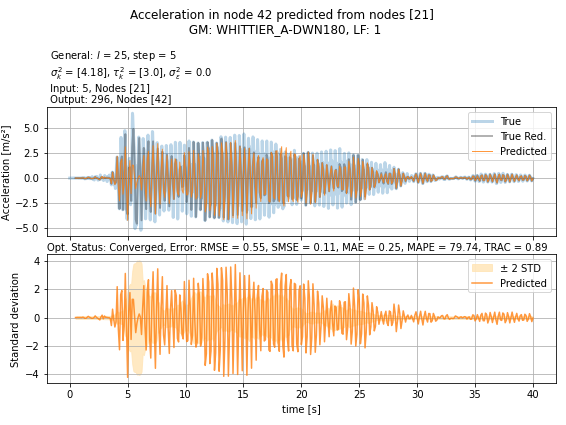 Acceleration in node 42 predicted from nodes [21]
GM: WHITTIER_A-DWN180, LF: 1
General: l = 25, step = 5
σ²ₖ = [4.18], τ²ₖ = [3.0], σ²ε = 0.0
Input: 5, Nodes [21]
Output: 296, Nodes [42]
Acceleration [m/s²]
5.0
2.5
0.0
−2.5
−5.0
True
True Red.
Predicted
Opt. Status: Converged, Error: RMSE = 0.55, SMSE = 0.11, MAE = 0.25, MAPE = 79.74, TRAC = 0.89
Standard deviation
4
2
0
−2
−4
± 2 STD
Predicted
0 5 10 15 20 25 30 35 40
time [s]